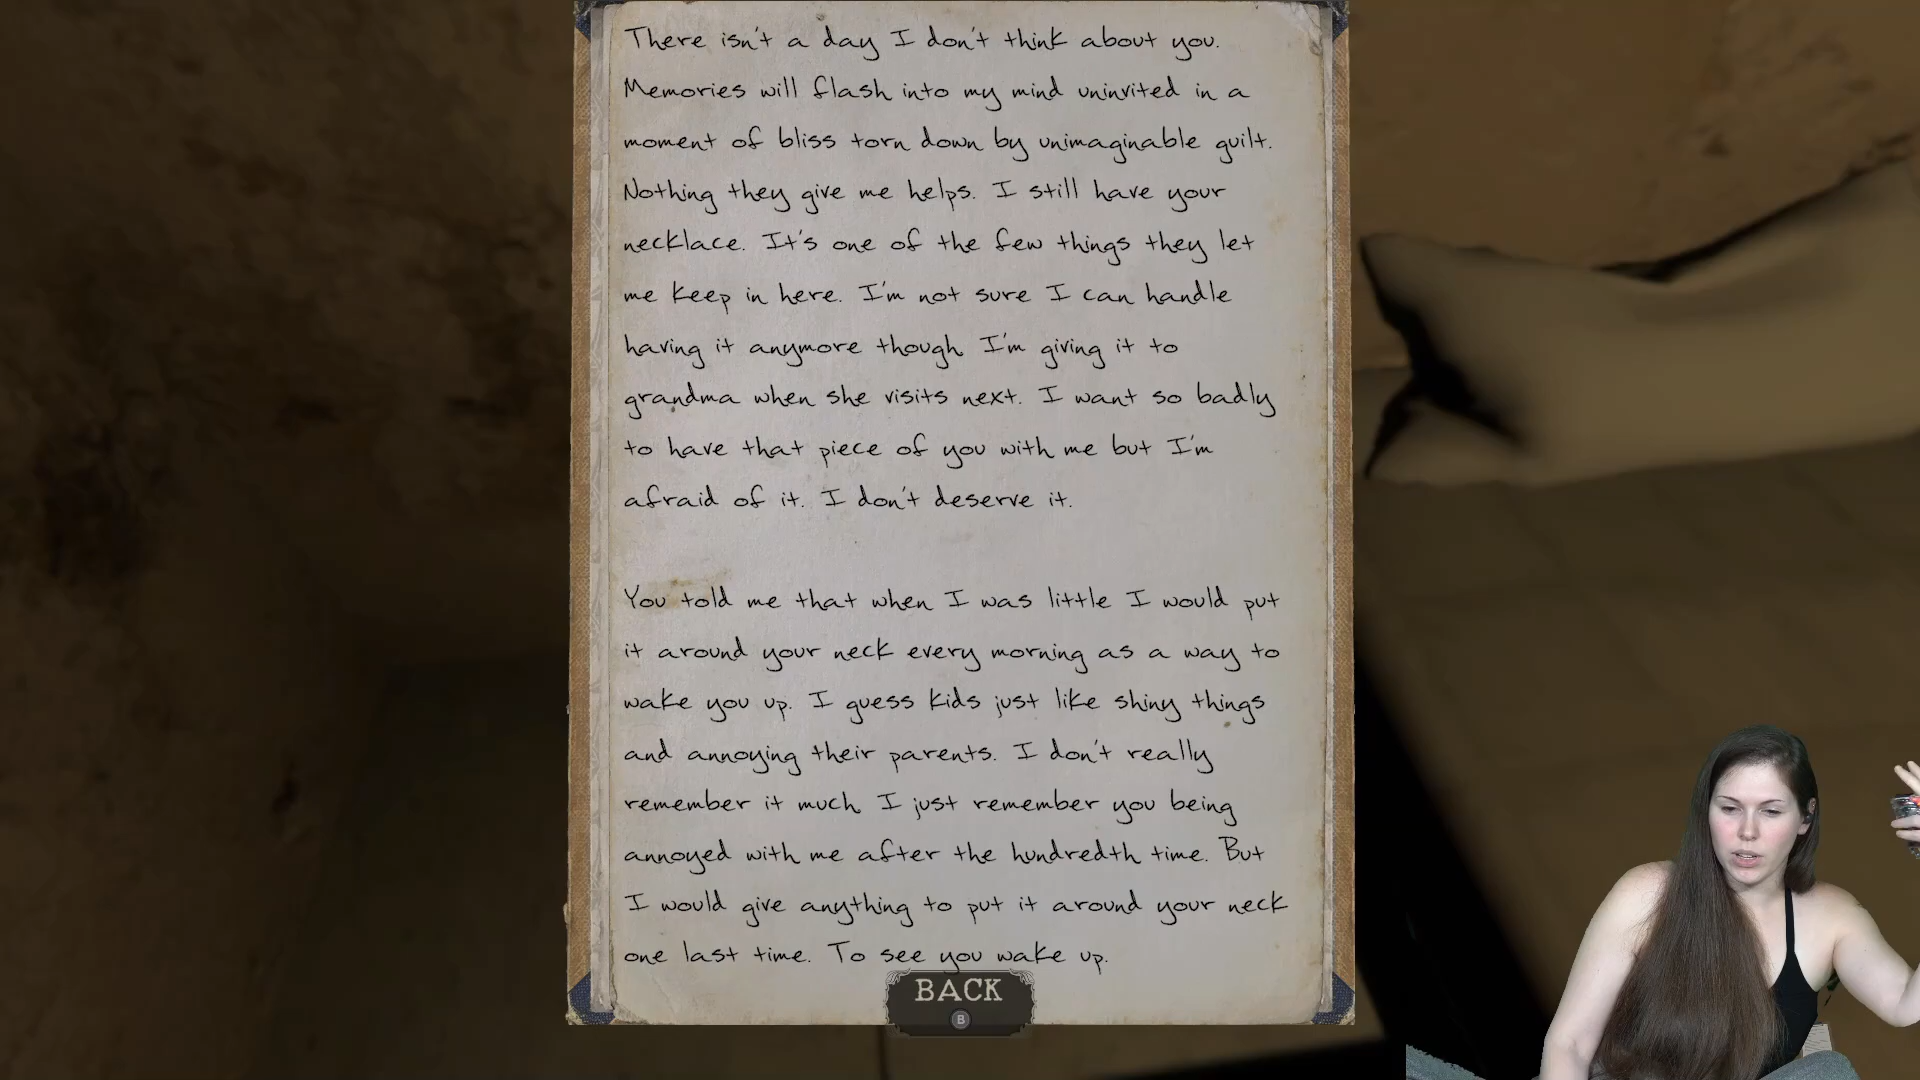 There isn't a day I don't think about you.
Memories will flash into my mind uninvited in a
moment of bliss torn down by unimaginable guilt.
Nothing they give me helps. I still have your
necklace. It's one of the few things they let
me keep in here. I'm not sure I can handle
having it anymore though I'm giving it to
grandma when she visits next. I want so badly
to have that piece of you with me but I'm
afraid of it. I don't deserve it.
You told me that when I was little I would put
it around your neck every morning as a way to
wake you up. I guess kids just like shiny things
and annoying their parents. I don't really
remember it much I just remember you being
annoyed with me after the hundredth time. But
I would give anything to put it around your neck
one last time. To see you wake up.
BACK
B